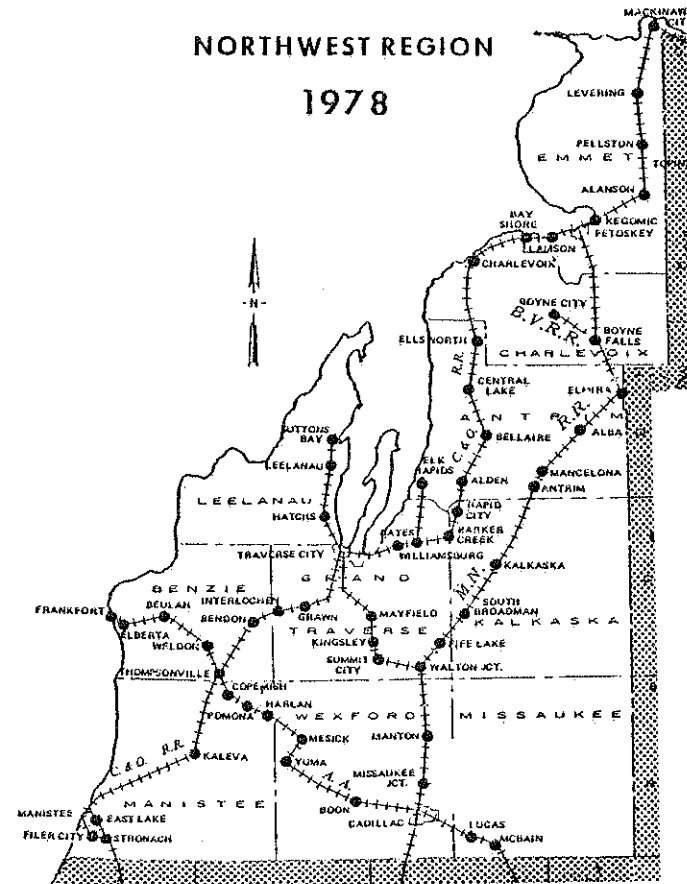 MACKINAW
CITY
NORTHWEST REGION
1978
LEVERING
PELLSTON
EMMET
ALANSON
BAY
SHORE
KEGOMIC
PETOSKEY
CHARLEVOIX
-N-
BOYNE CITY
B.V.R.R.
ELLSWORTH
BOYNE
FALLS
CHARLEVOIX
R.R.
CENTRAL
LAKE
ELMIRA
ANTRIM
R.R.
SUTTONS
BAY
C. & O.
BELLAIRE
ALBA
LEELANAU
ELK
RAPIDS
MANCELONA
ALDEN
ANTRIM
LEELANAU
HATCHS
RAPID
CITY
BATES
BARKER
CREEK
TRAVERSE CITY
WILLIAMSBURG
KALKASKA
GRAND
M.N.
BENZIE
FRANKFORT
BEULAH
INTERLOCHEN
SOUTH
BOARDMAN
GRAWN
MAYFIELD
KALKASKA
ELBERTA
BENDON
TRAVERSE
WELDON
KINGSLEY
FIFE LAKE
SUMMIT
CITY
WALTON JCT.
THOMPSONVILLE
COPEMISH
HARLAN
POMONA
WEXFORD
MISSAUKEE
MESICK
MANTON
C. & O. R.R.
KALEVA
YUMA
A.A.
MISSAUKEE
JCT.
MANISTEE
BOON
MANISTEE
EAST LAKE
CADILLAC
LUCAS
FILER CITY
STRONACH
MCBAIN